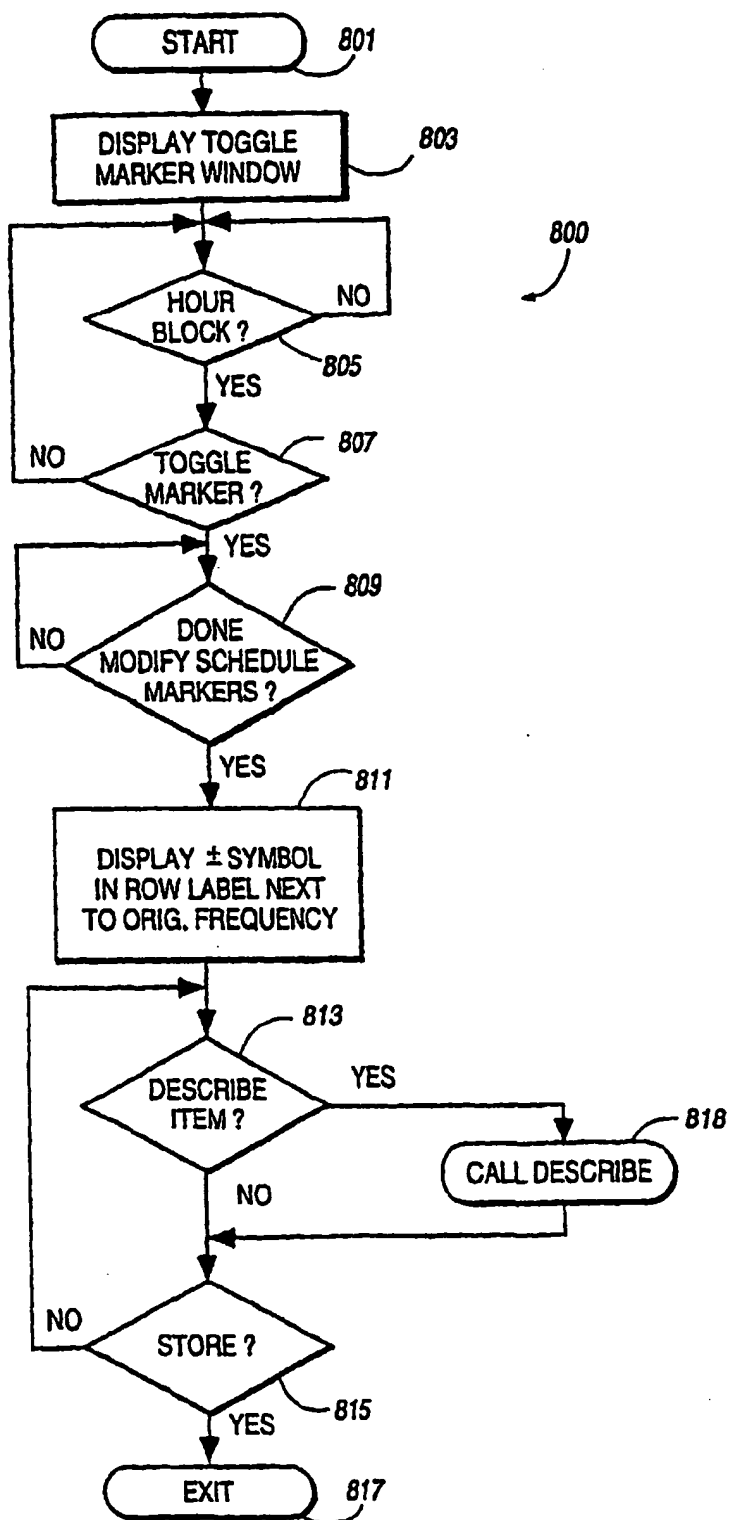 START
801
DISPLAY TOGGLE
MARKER WINDOW
803
800
HOUR
BLOCK ?
NO
805
YES
807
NO
TOGGLE
MARKER ?
YES
809
NO
DONE
MODIFY SCHEDULE
MARKERS ?
YES
811
DISPLAY ± SYMBOL
IN ROW LABEL NEXT
TO ORIG. FREQUENCY
813
DESCRIBE
ITEM ?
YES
818
CALL DESCRIBE
NO
NO
STORE ?
815
YES
EXIT
817